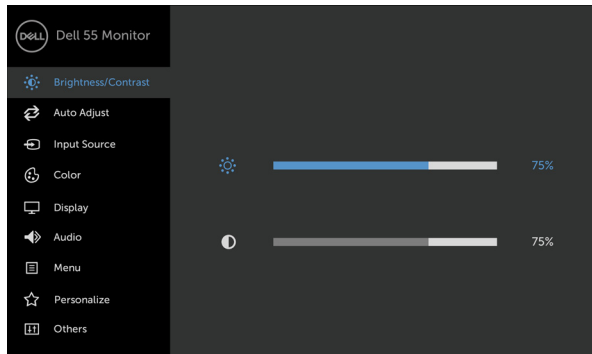 DELL
Dell 55 Monitor
Brightness/Contrast
Auto Adjust
Input Source
Color
Display
Audio
Menu
Personalize
Others
75%
75%